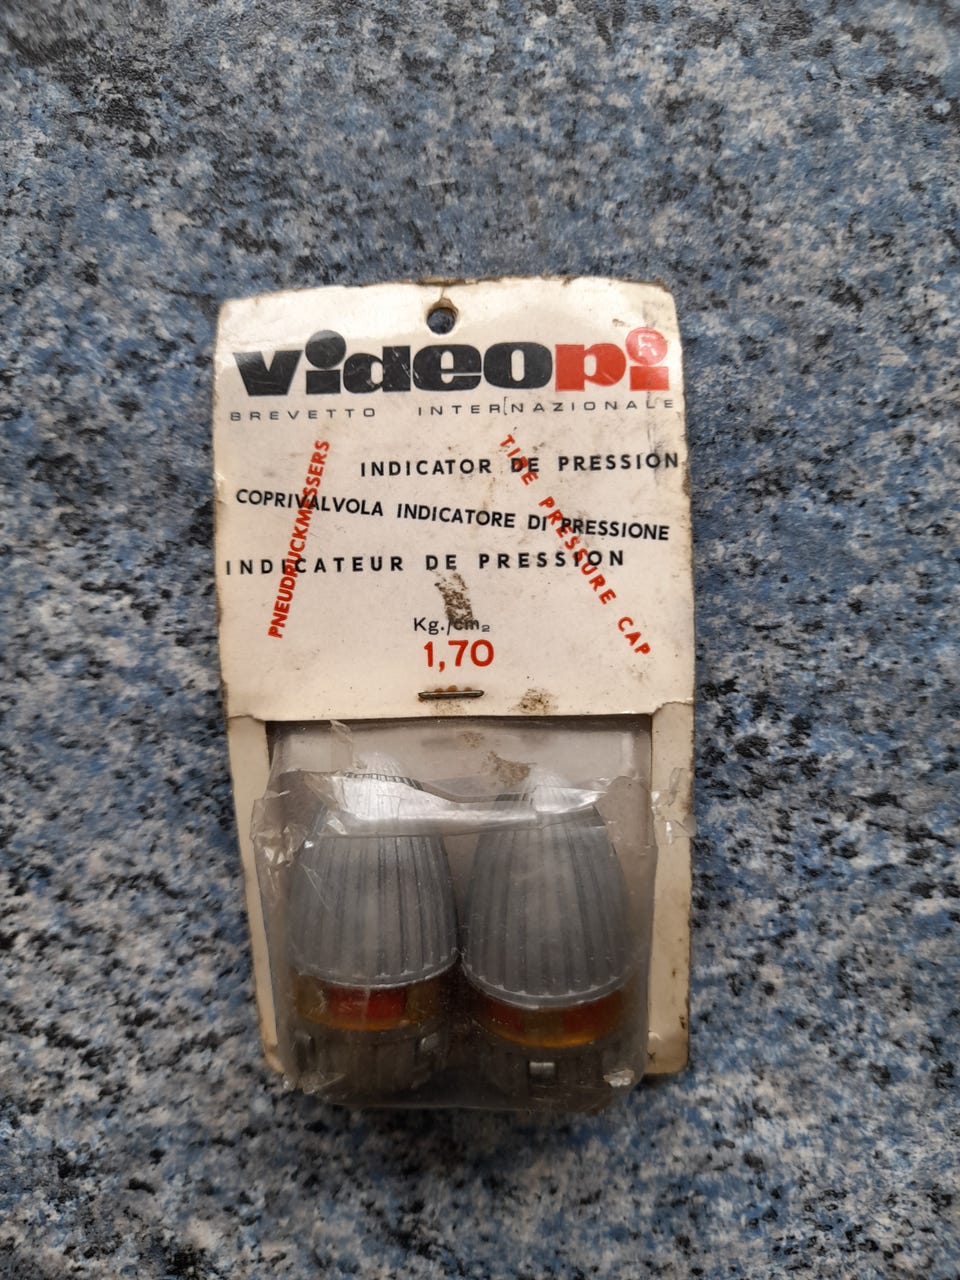 videopi
BREVETTO INTERNAZIONALE
PNEUDRUCKMESSERS
TIRE PRESSURE CAP
INDICATOR DE PRESSION
COPRIVALVOLA INDICATORE DI PRESSIONE
INDICATEUR DE PRESSION
Kg./cm2
1,70